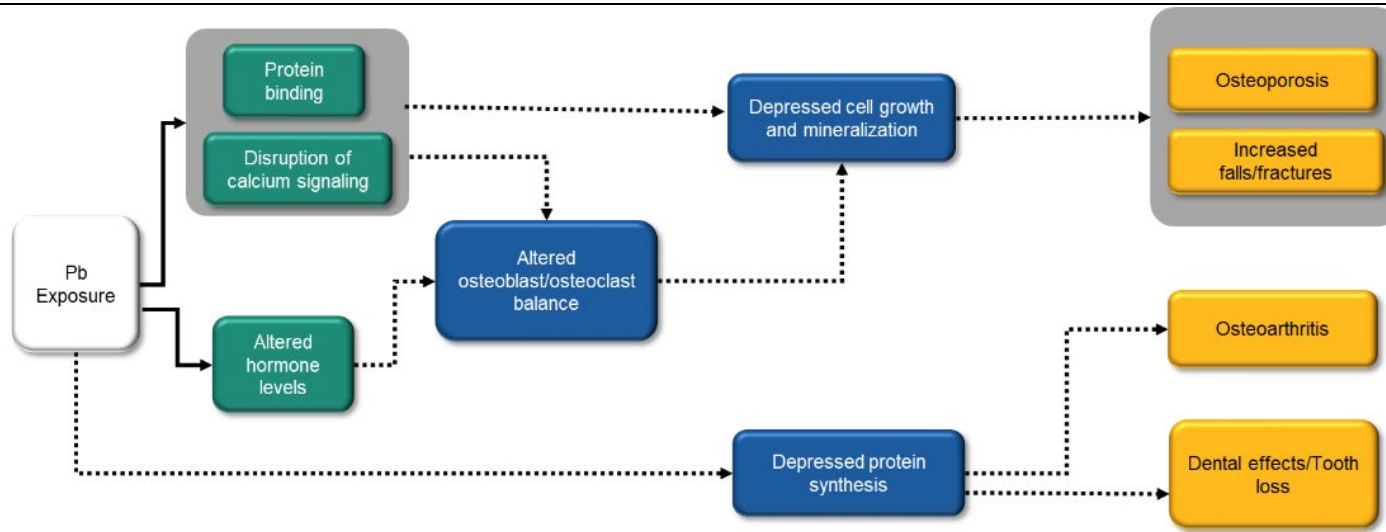 Protein
binding
Disruption of
calcium signaling
Pb
Exposure
Altered
hormone
levels
Altered
osteoblast/osteoclast
balance
Depressed cell growth
and mineralization
Depressed protein
synthesis
Osteoporosis
Increased
falls/fractures
Osteoarthritis
Dental effects/Tooth
loss